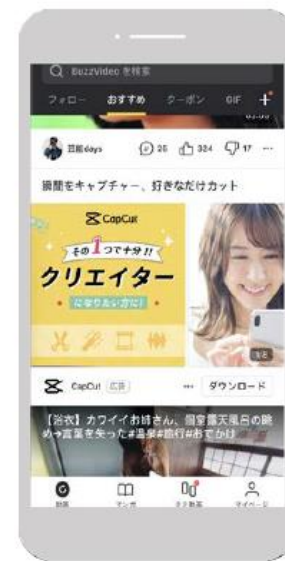 BuzzVideo を検索
フォロー おすすめ クーポン GIF
芸能days 25 324 17
瞬間をキャプチャー、好きなだけカット
CapCut
その1つで十分!!
クリエイター
になりたい方に!
広告
CapCut 広告 ダウンロード
【浴衣】カワイイお姉さん、個室露天風呂の眺
め→言葉を失った#温泉#旅行#おでかけ
マンガ マイページ